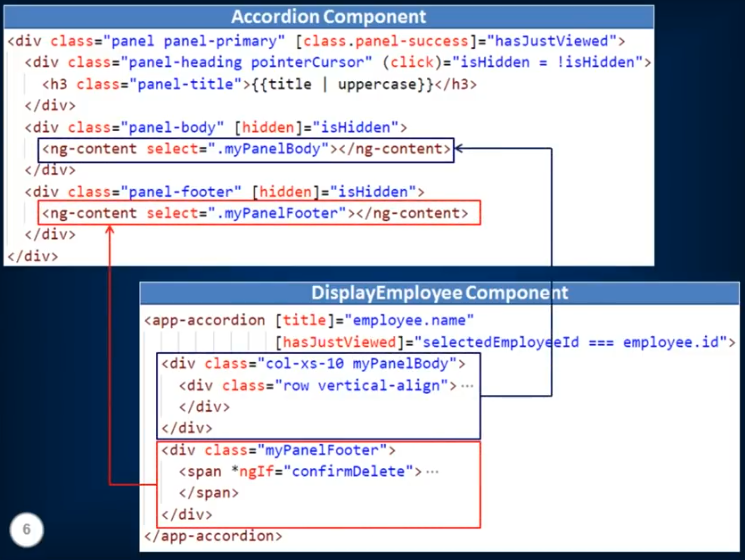 Accordion Component
<div class="panel panel-primary" [class.panel-success]="hasJustViewed">
<div class="panel-heading pointerCursor" (click)="isHidden = !isHidden">
<h3 class="panel-title">{{title | uppercase}}</h3>
</div>
<div class="panel-body" [hidden]="isHidden">
<ng-content select=".myPanelBody"></ng-content>
</div>
<div class="panel-footer" [hidden]="isHidden">
<ng-content select=".myPanelFooter"></ng-content>
</div>
</div>
DisplayEmployee Component
<app-accordion [title]="employee.name"
[hasJustViewed]="selectedEmployeeId === employee.id">
<div class="col-xs-10 myPanelBody">
<div class="row vertical-align">···
</div>
</div>
<div class="myPanelFooter">
<span *ngIf="confirmDelete">···
</span>
</div>
</app-accordion>
6